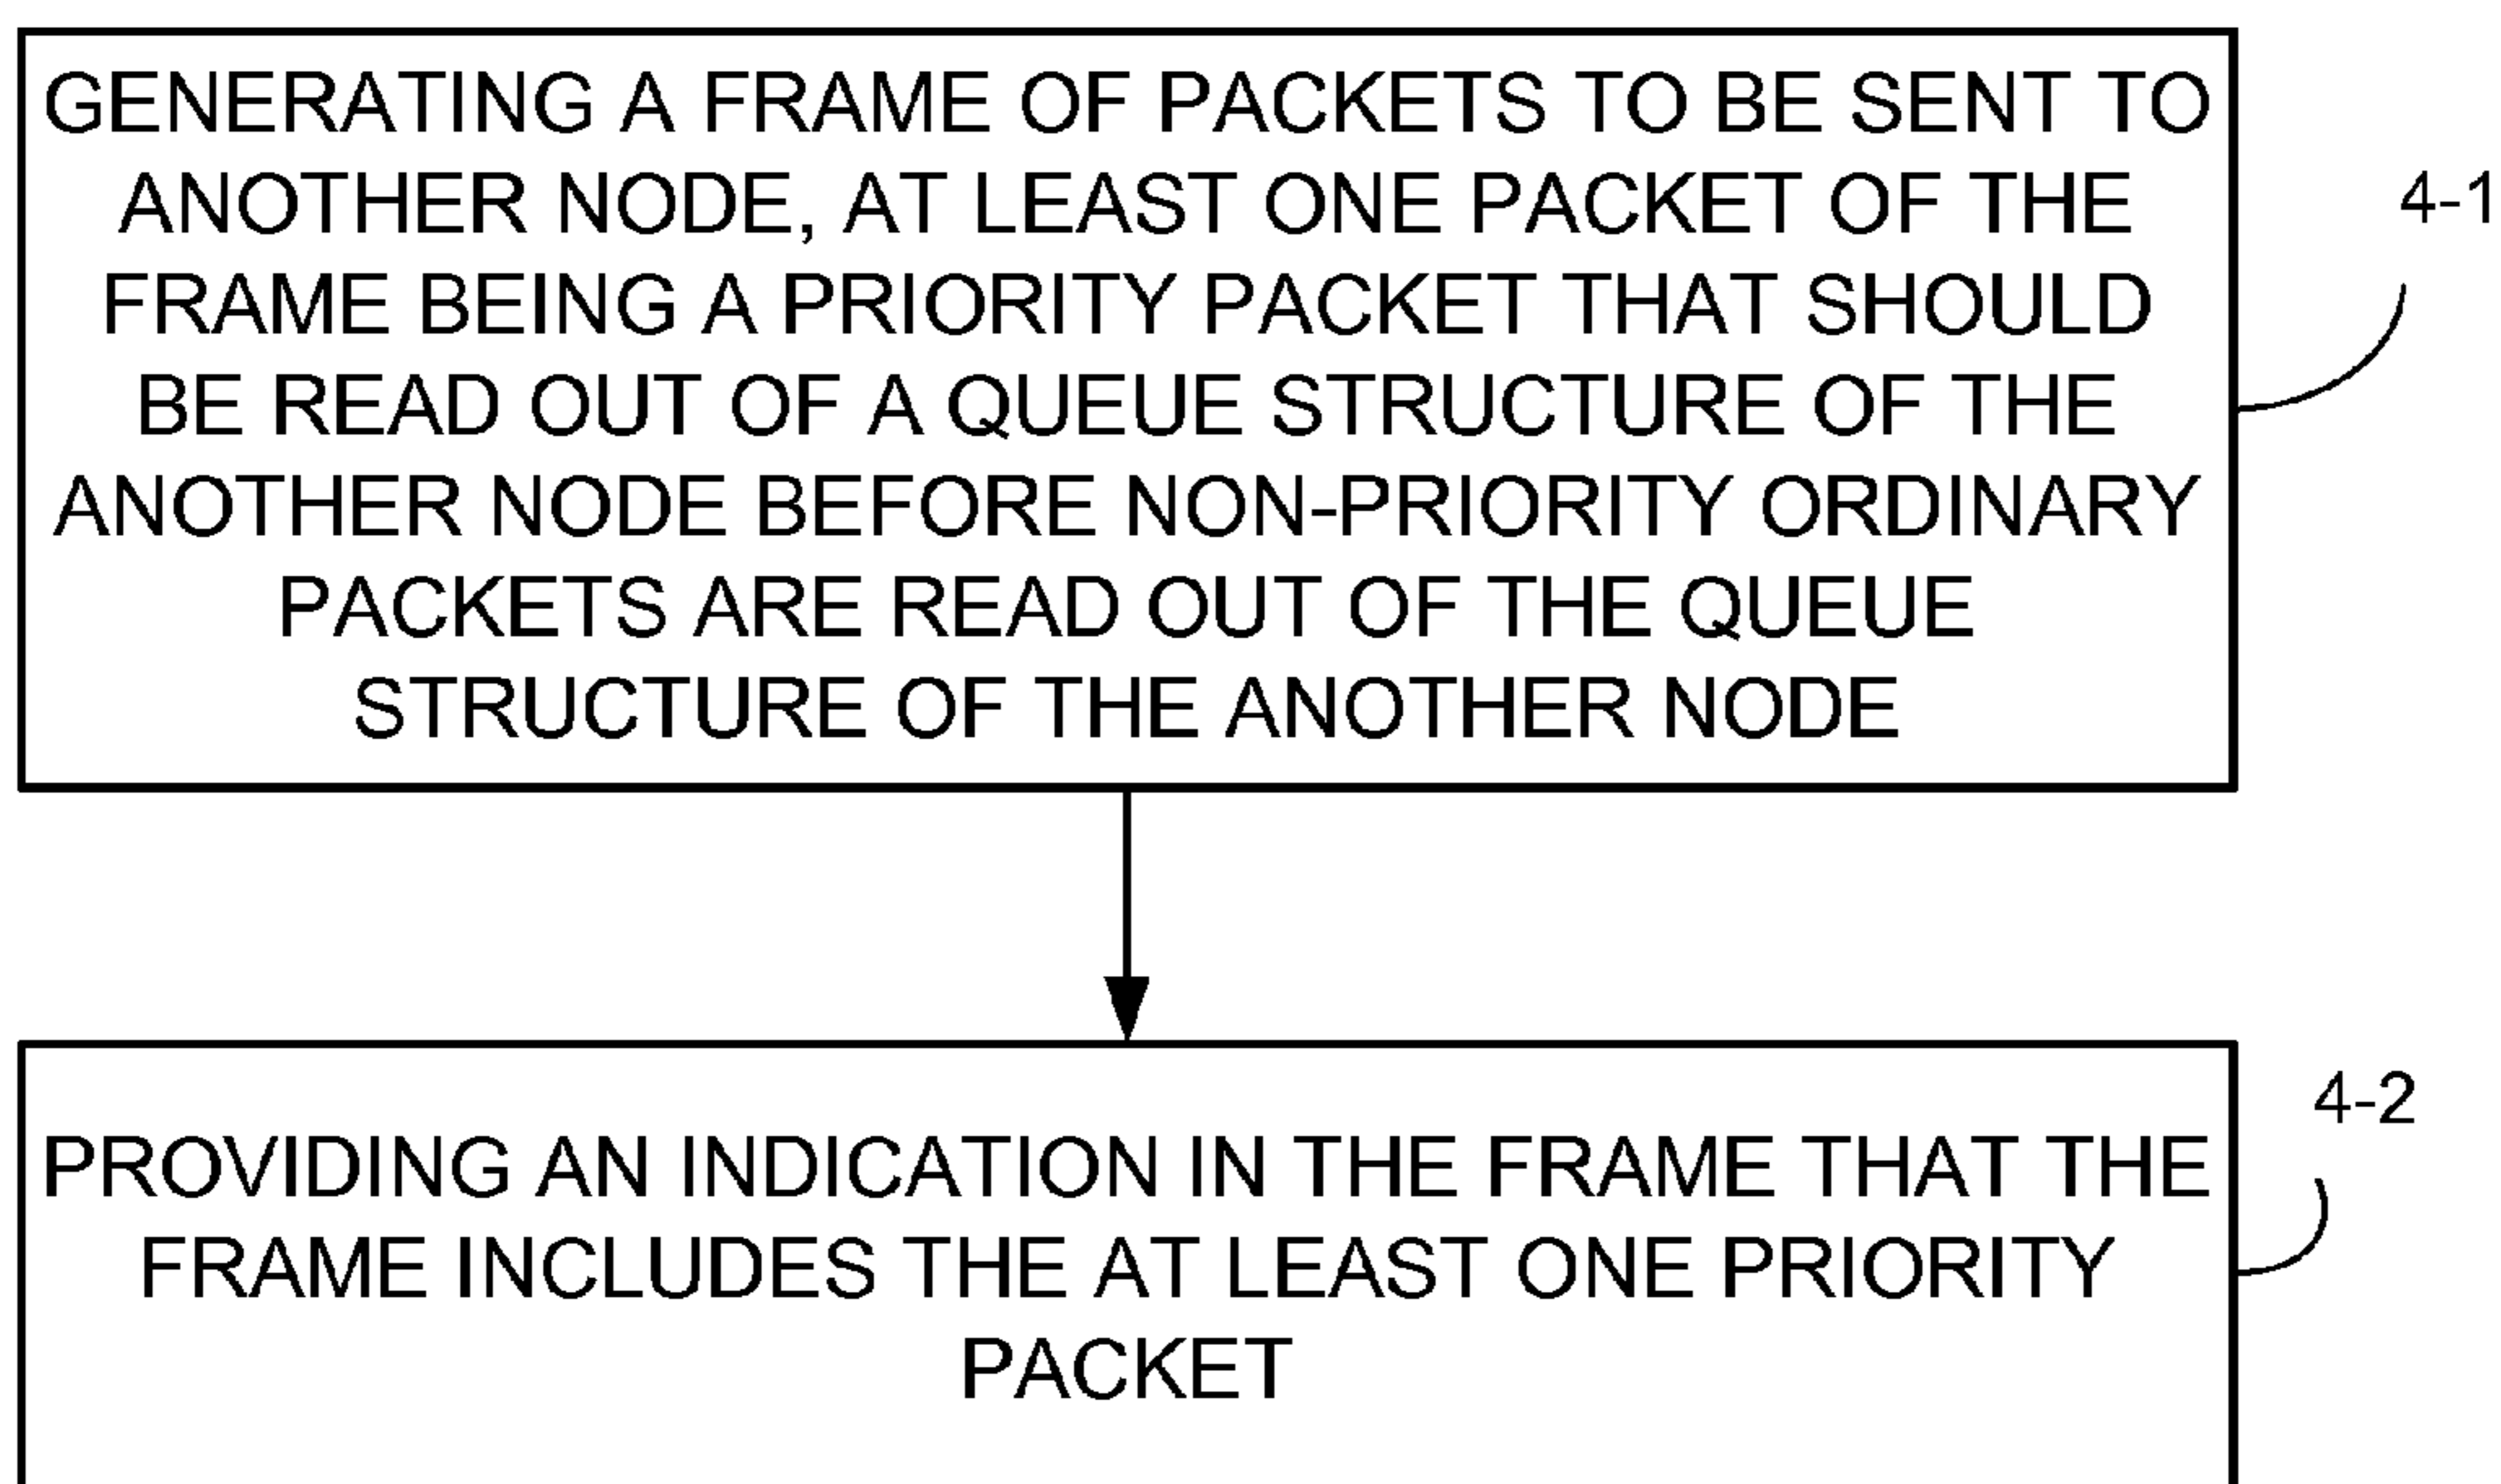 GENERATING A FRAME OF PACKETS TO BE SENT TO
ANOTHER NODE, AT LEAST ONE PACKET OF THE
FRAME BEING A PRIORITY PACKET THAT SHOULD
BE READ OUT OF A QUEUE STRUCTURE OF THE
ANOTHER NODE BEFORE NON-PRIORITY ORDINARY
PACKETS ARE READ OUT OF THE QUEUE
STRUCTURE OF THE ANOTHER NODE
4-1
4-2
PROVIDING AN INDICATION IN THE FRAME THAT THE
FRAME INCLUDES THE AT LEAST ONE PRIORITY
PACKET